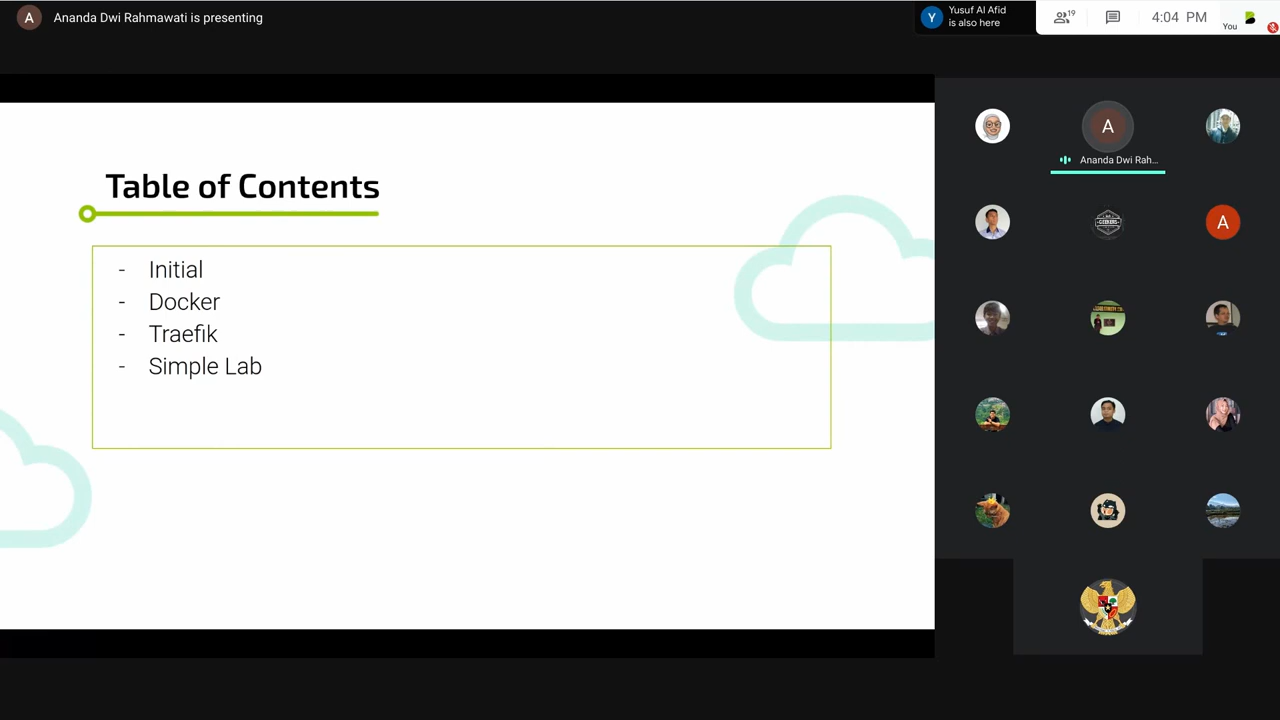 A
Ananda Dwi Rahmawati is presenting
Y
Yusuf Al Afid
is also here
19
4:04 PM
You
Table of Contents
- Initial
- Docker
- Traefik
- Simple Lab
A
Ananda Dwi Rah...
GEEKERS
A